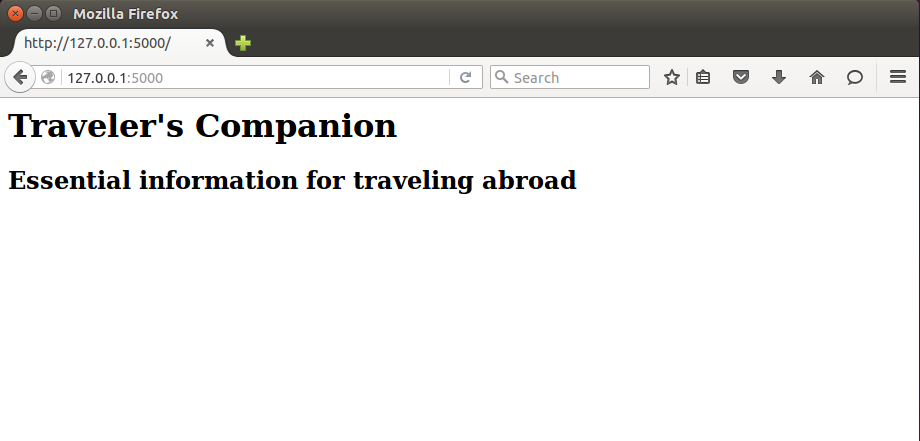 Mozilla Firefox
http://127.0.0.1:5000/
127.0.0.1:5000
Search
Traveler's Companion
Essential information for traveling abroad